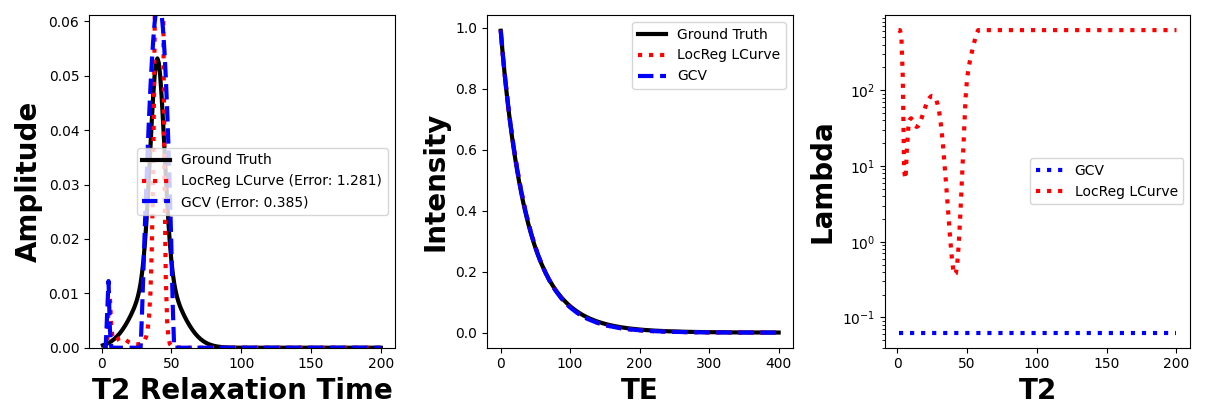 Amplitude
0.06
0.05
0.04
0.03
0.02
0.01
0.00
Ground Truth
LocReg LCurve (Error: 1.281)
GCV (Error: 0.385)
0 50 100 150 200
T2 Relaxation Time
Intensity
1.0
0.8
0.6
0.4
0.2
0.0
Ground Truth
LocReg LCurve
GCV
0 100 200 300 400
TE
Lambda
10²
10¹
10⁰
10⁻¹
GCV
LocReg LCurve
0 50 100 150 200
T2